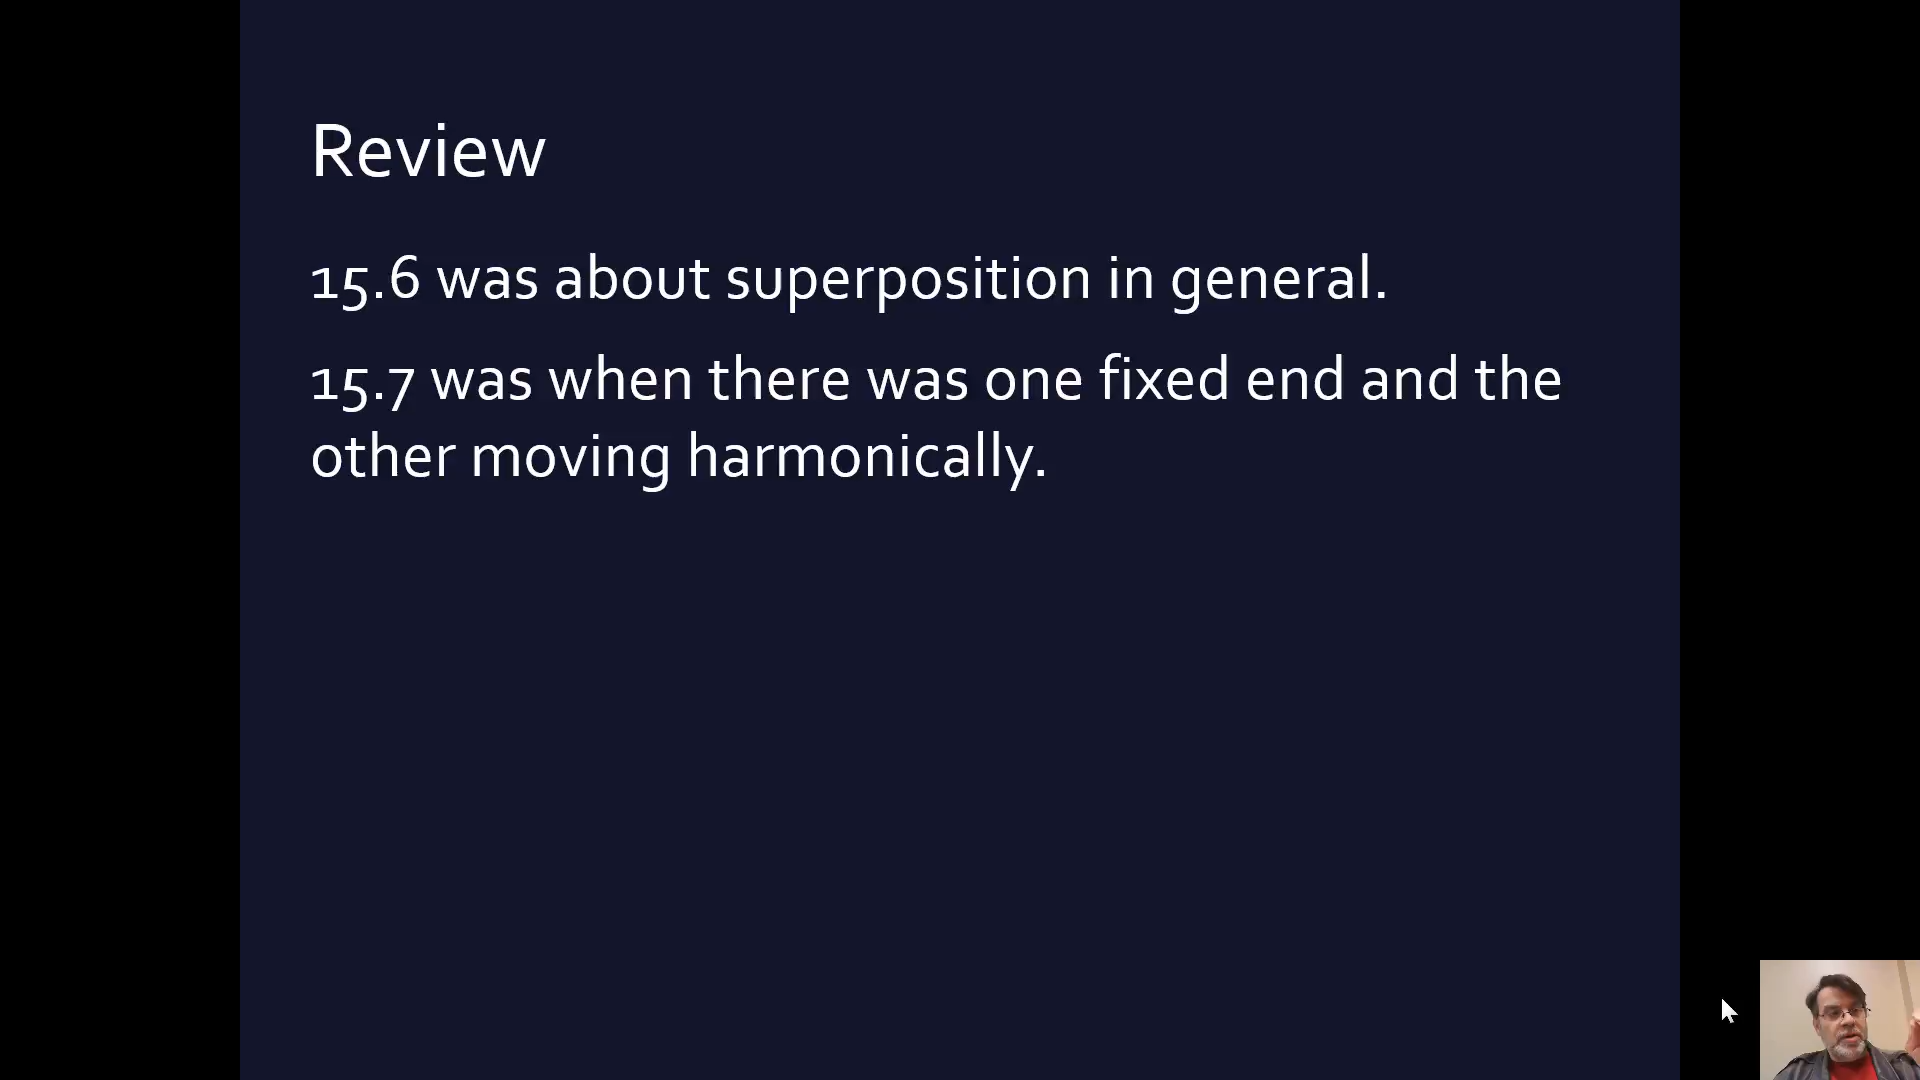 Review
15.6 was about superposition in general.
15.7 was when there was one fixed end and the
other moving harmonically.